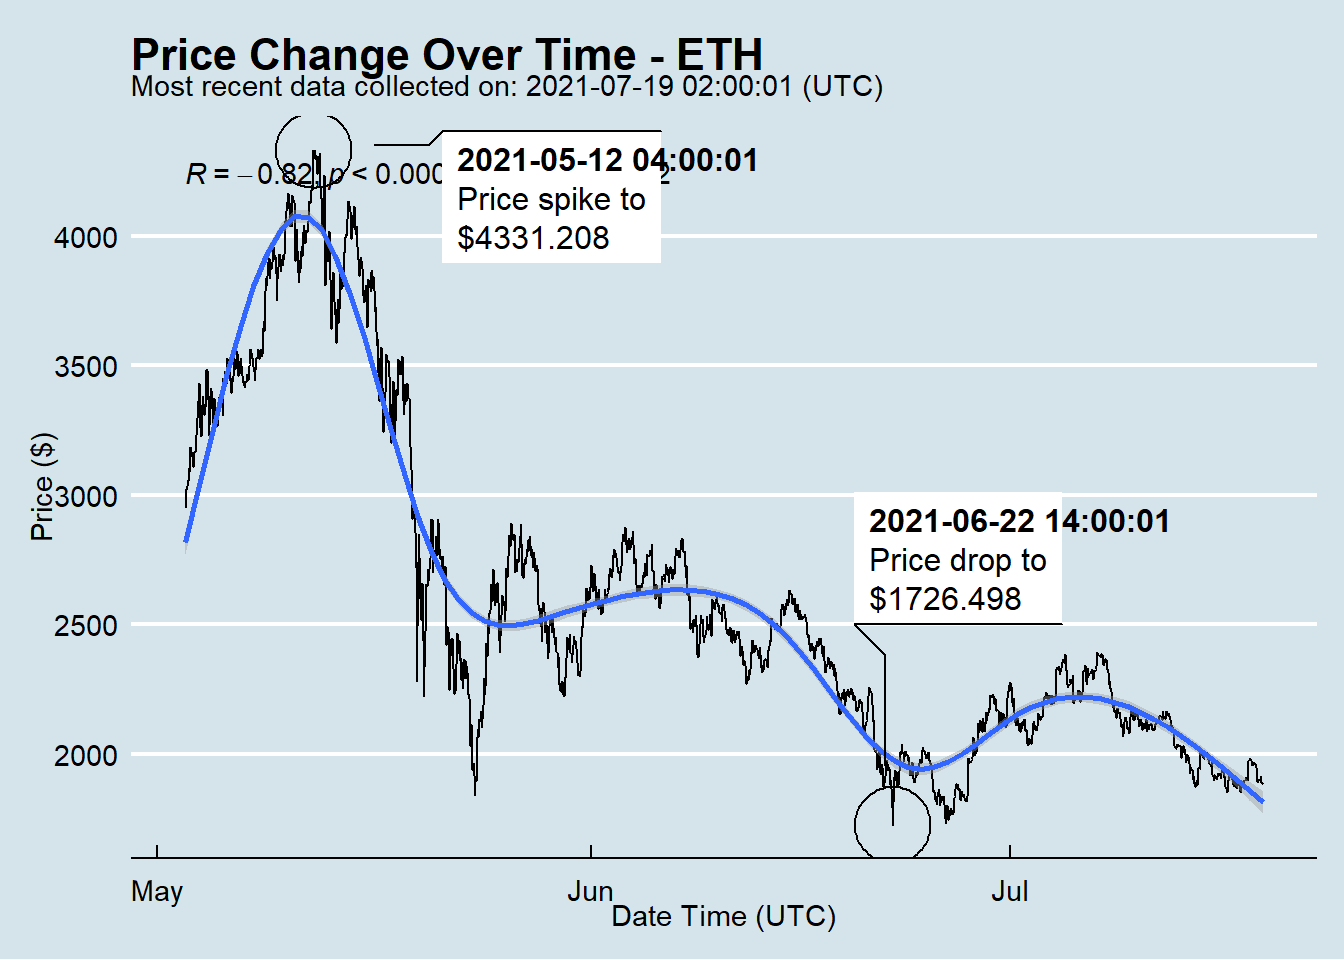 Price Change Over Time - ETH
Most recent data collected on: 2021-07-19 02:00:01 (UTC)
R = −0.82, p < 0.000
2021-05-12 04:00:01
Price spike to
$4331.208
4000
3500
3000
2500
2000
Price ($)
2021-06-22 14:00:01
Price drop to
$1726.498
May
Jun
Jul
Date Time (UTC)